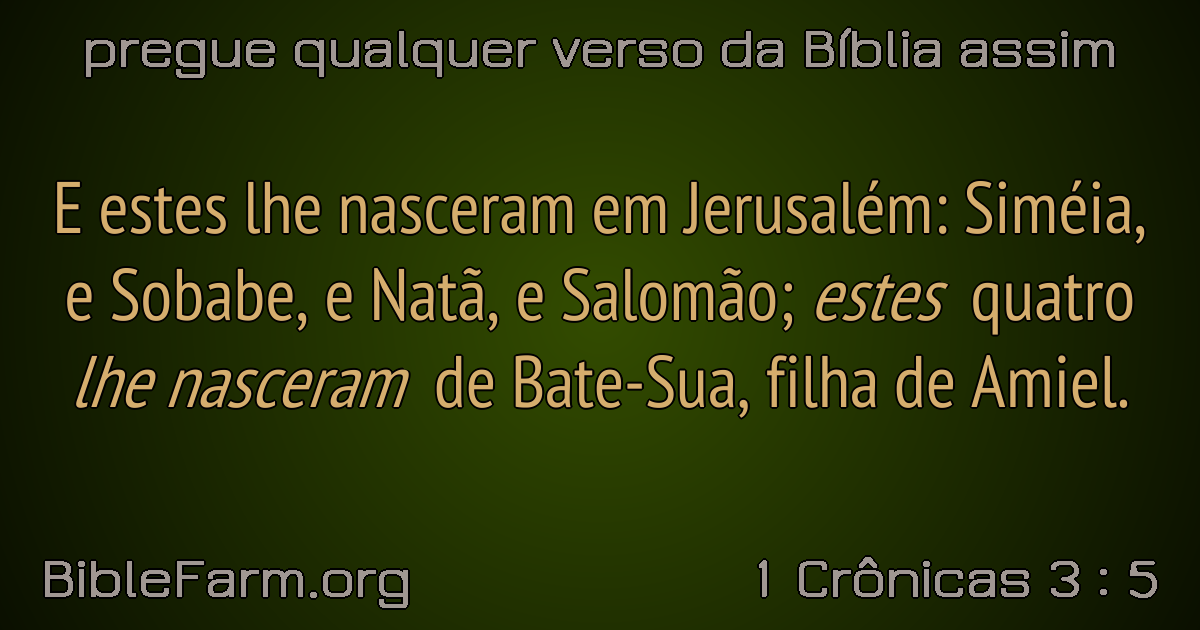 pregue qualquer verso da Bíblia assim
E estes lhe nasceram em Jerusalém: Siméia,
e Sobabe, e Natã, e Salomão; estes quatro
lhe nasceram de Bate-Sua, filha de Amiel.
BibleFarm.org
1 Crônicas 3 : 5